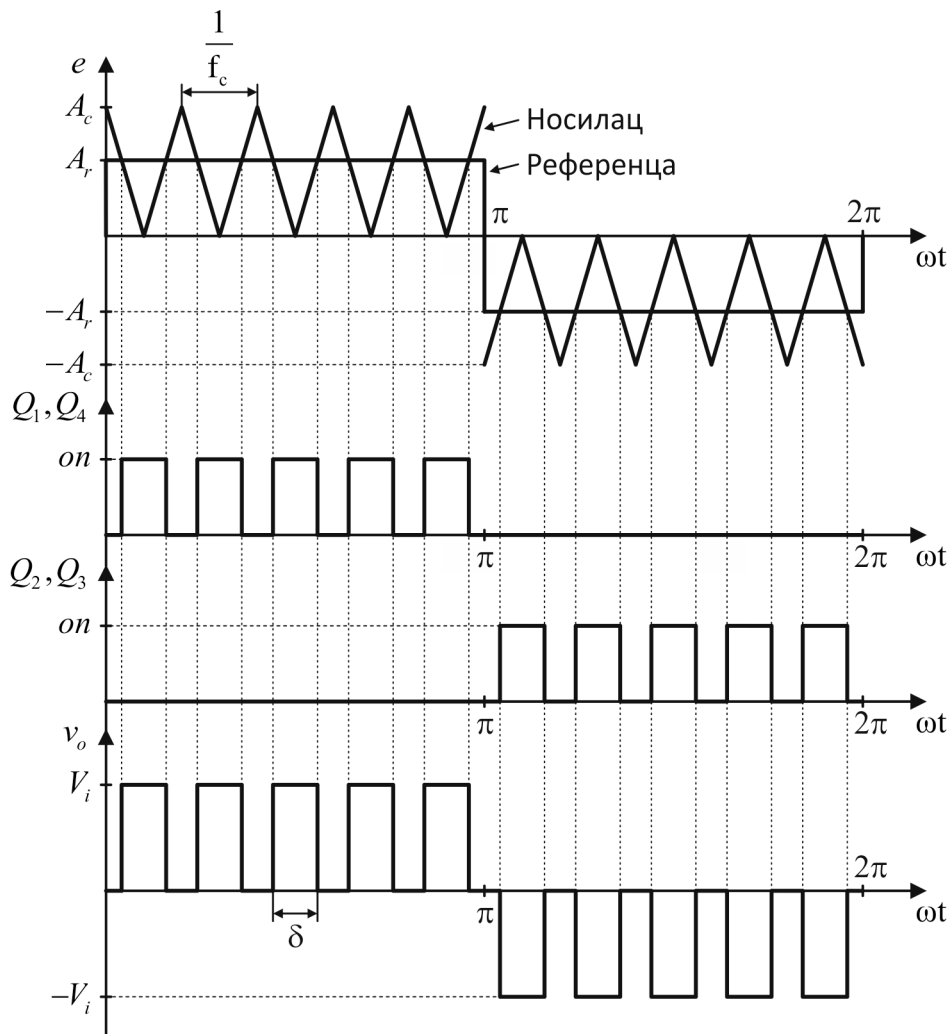 1
f_c
e
A_c
Носилац
A_r
Референца
π
2π
ωt
−A_r
−A_c
Q_1, Q_4
on
π
2π
ωt
Q_2, Q_3
on
π
2π
ωt
v_o
V_i
2π
π
ωt
δ
−V_i